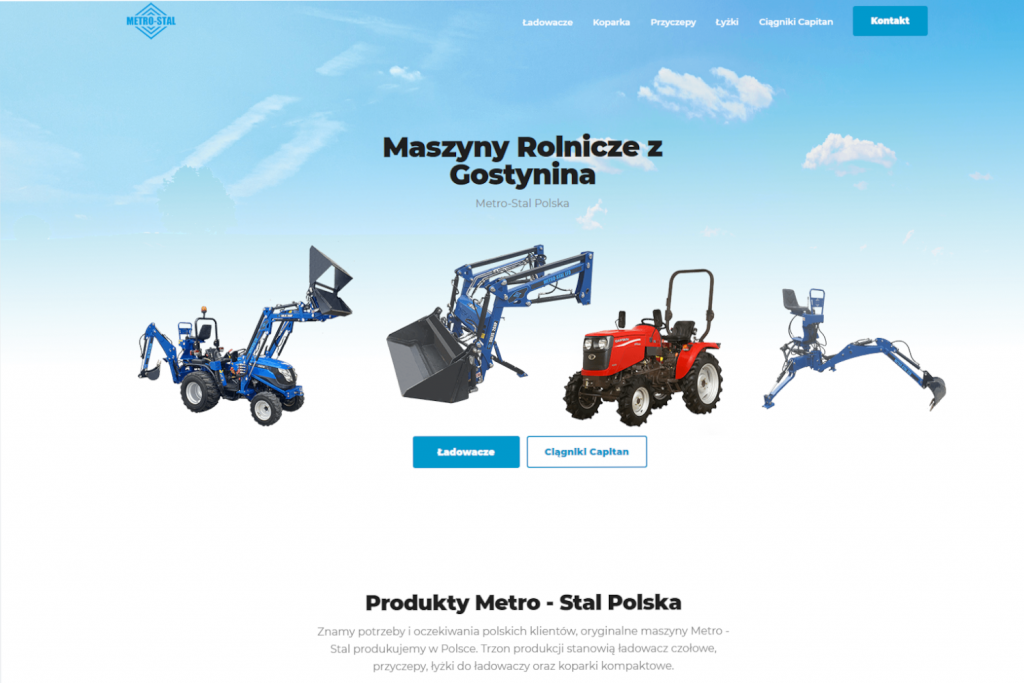 METRO-STAL
Ładowacze Koparka Przyczepy Łyżki Ciągniki Capitan Kontakt
Maszyny Rolnicze z
Gostynina
Metro-Stal Polska
Ładowacze Ciągniki Capitan
Produkty Metro - Stal Polska
Znamy potrzeby i oczekiwania polskich klientów, oryginalne maszyny Metro -
Stal produkujemy w Polsce. Trzon produkcji stanowią ładowacz czołowe,
przyczepy, łyżki do ładowaczy oraz koparki kompaktowe.